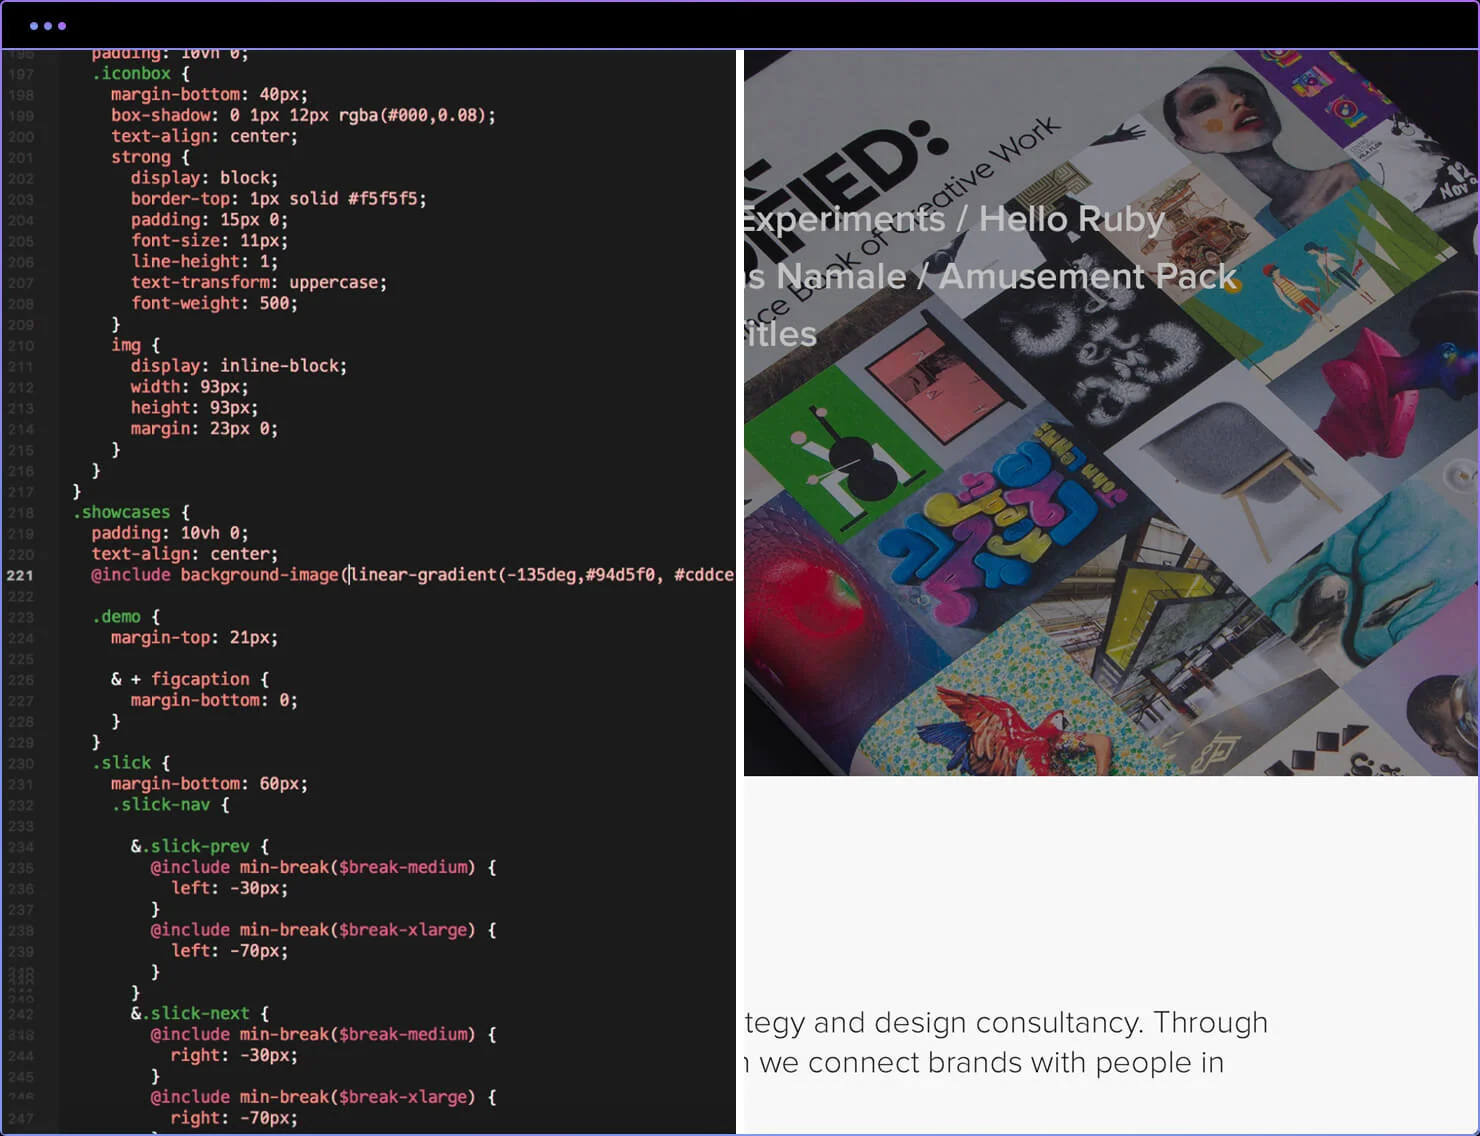 196 padding: 10vh 0;
197 .iconbox {
198 margin-bottom: 40px;
199 box-shadow: 0 1px 12px rgba(#000,0.08);
200 text-align: center;
201 strong {
202 display: block;
203 border-top: 1px solid #f5f5f5;
204 padding: 15px 0;
205 font-size: 11px;
206 line-height: 1;
207 text-transform: uppercase;
208 font-weight: 500;
209 }
210 img {
211 display: inline-block;
212 width: 93px;
213 height: 93px;
214 margin: 23px 0;
215 }
216 }
217 }
218 .showcases {
219 padding: 10vh 0;
220 text-align: center;
221 @include background-image(linear-gradient(-135deg,#94d5f0, #cddce
222
223 .demo {
224 margin-top: 21px;
225
226 & + figcaption {
227 margin-bottom: 0;
228 }
229 }
230 .slick {
231 margin-bottom: 60px;
232 .slick-nav {
233
234 &.slick-prev {
235 @include min-break($break-medium) {
236 left: -30px;
237 }
238 @include min-break($break-xlarge) {
239 left: -70px;
}
}
242 &.slick-next {
@include min-break($break-medium) {
244 right: -30px;
245 }
246 @include min-break($break-xlarge) {
247 right: -70px;
IFIED:
nce Book of Creative Work
Experiments / Hello Ruby
s Namale / Amusement Pack
itles
12
Nov
tegy and design consultancy. Through
we connect brands with people in